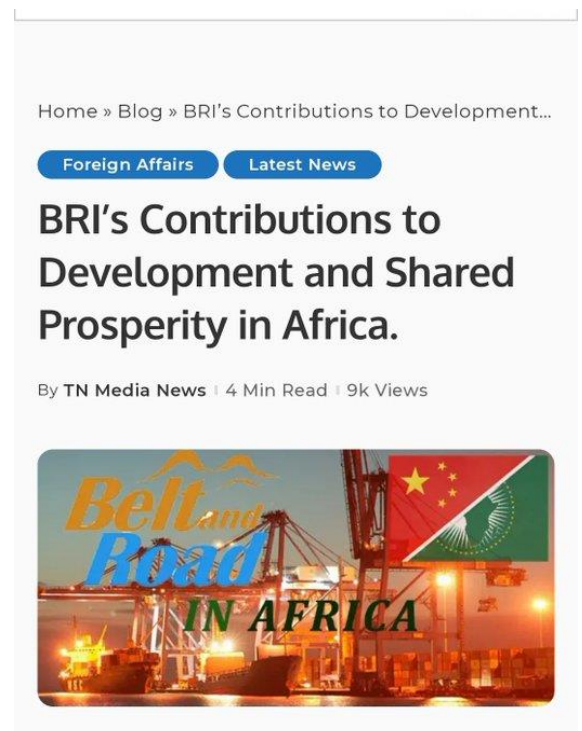 Home » Blog » BRI's Contributions to Development...
Foreign Affairs
Latest News
BRI's Contributions to
Development and Shared
Prosperity in Africa.
By TN Media News 4 Min Read 9k Views
Belt and
Road
IN AFRICA